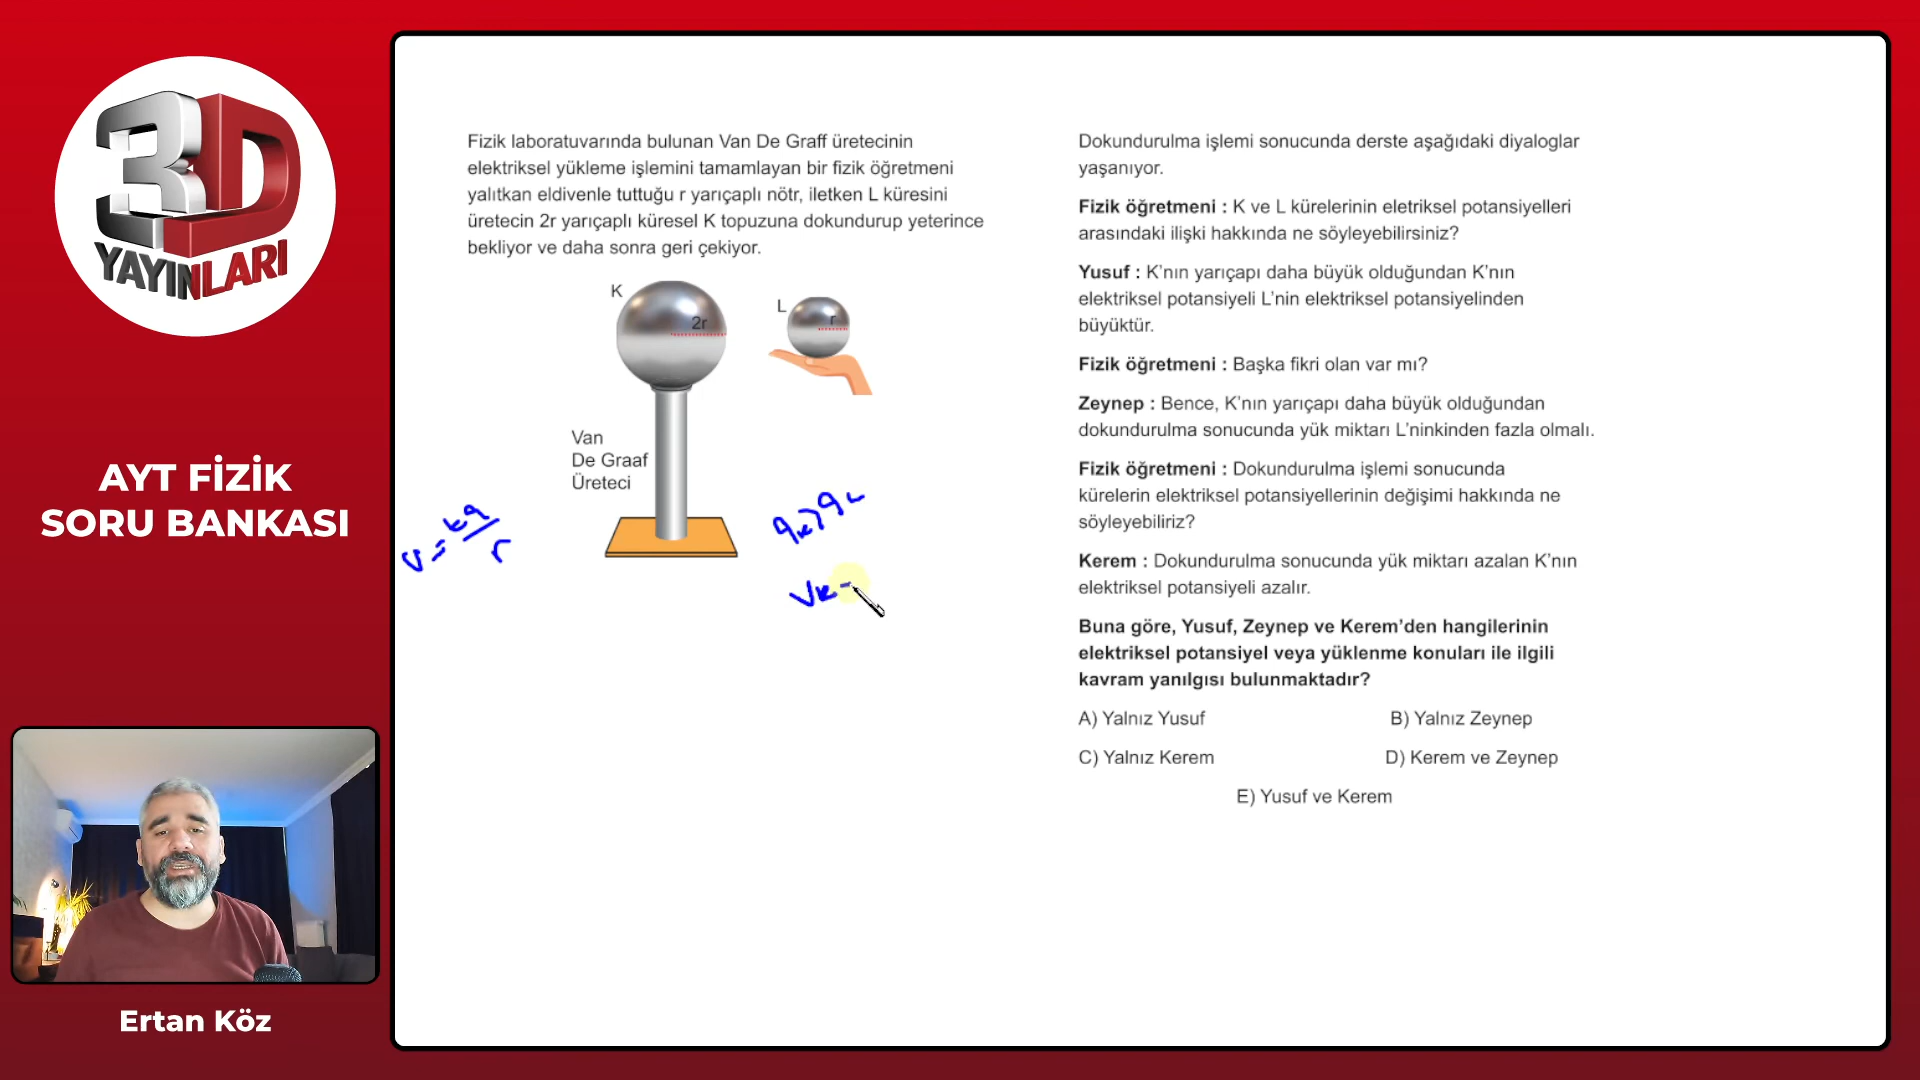 3D
YAYINLARI
AYT FİZİK
SORU BANKASI
Ertan Köz
Fizik laboratuvarında bulunan Van De Graff üretecinin
elektriksel yükleme işlemini tamamlayan bir fizik öğretmeni
yalıtkan eldivenle tuttuğu r yarıçaplı nötr, iletken L küresini
üretecin 2r yarıçaplı küresel K topuzuna dokundurup yeterince
bekliyor ve daha sonra geri çekiyor.
K
2r
L
r
Van
De Graaf
Üreteci
V = kq/r
qK > qL
VK =
Dokundurulma işlemi sonucunda derste aşağıdaki diyaloglar
yaşanıyor.
Fizik öğretmeni : K ve L kürelerinin eletriksel potansiyelleri
arasındaki ilişki hakkında ne söyleyebilirsiniz?
Yusuf : K’nın yarıçapı daha büyük olduğundan K’nın
elektriksel potansiyeli L’nin elektriksel potansiyelinden
büyüktür.
Fizik öğretmeni : Başka fikri olan var mı?
Zeynep : Bence, K’nın yarıçapı daha büyük olduğundan
dokundurulma sonucunda yük miktarı L’ninkinden fazla olmalı.
Fizik öğretmeni : Dokundurulma işlemi sonucunda
kürelerin elektriksel potansiyellerinin değişimi hakkında ne
söyleyebiliriz?
Kerem : Dokundurulma sonucunda yük miktarı azalan K’nın
elektriksel potansiyeli azalır.
Buna göre, Yusuf, Zeynep ve Kerem’den hangilerinin
elektriksel potansiyel veya yüklenme konuları ile ilgili
kavram yanılgısı bulunmaktadır?
A) Yalnız Yusuf
B) Yalnız Zeynep
C) Yalnız Kerem
D) Kerem ve Zeynep
E) Yusuf ve Kerem